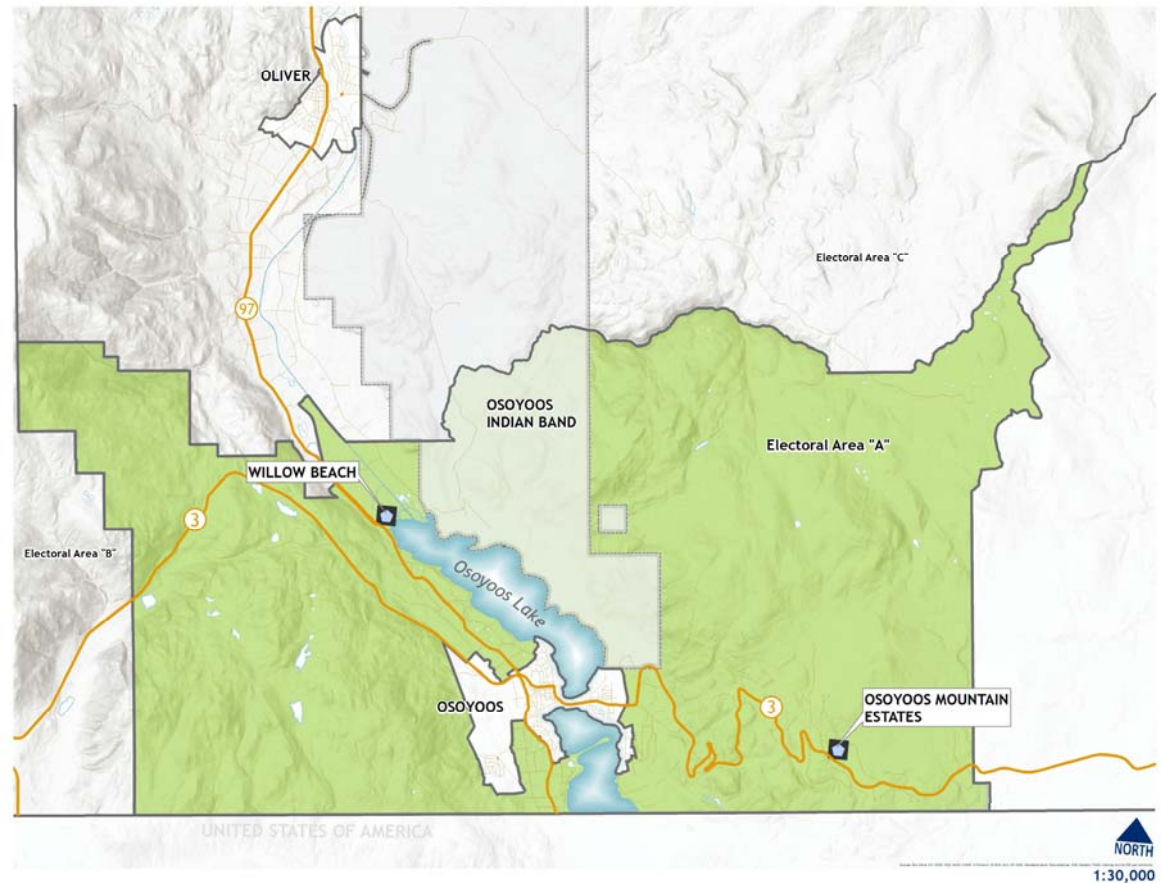 OLIVER
Electoral Area "C"
97
OSOYOOS
INDIAN BAND
Electoral Area "A"
WILLOW BEACH
3
Electoral Area "B"
Osoyoos Lake
OSOYOOS MOUNTAIN
ESTATES
OSOYOOS
3
UNITED STATES OF AMERICA
NORTH
1:30,000